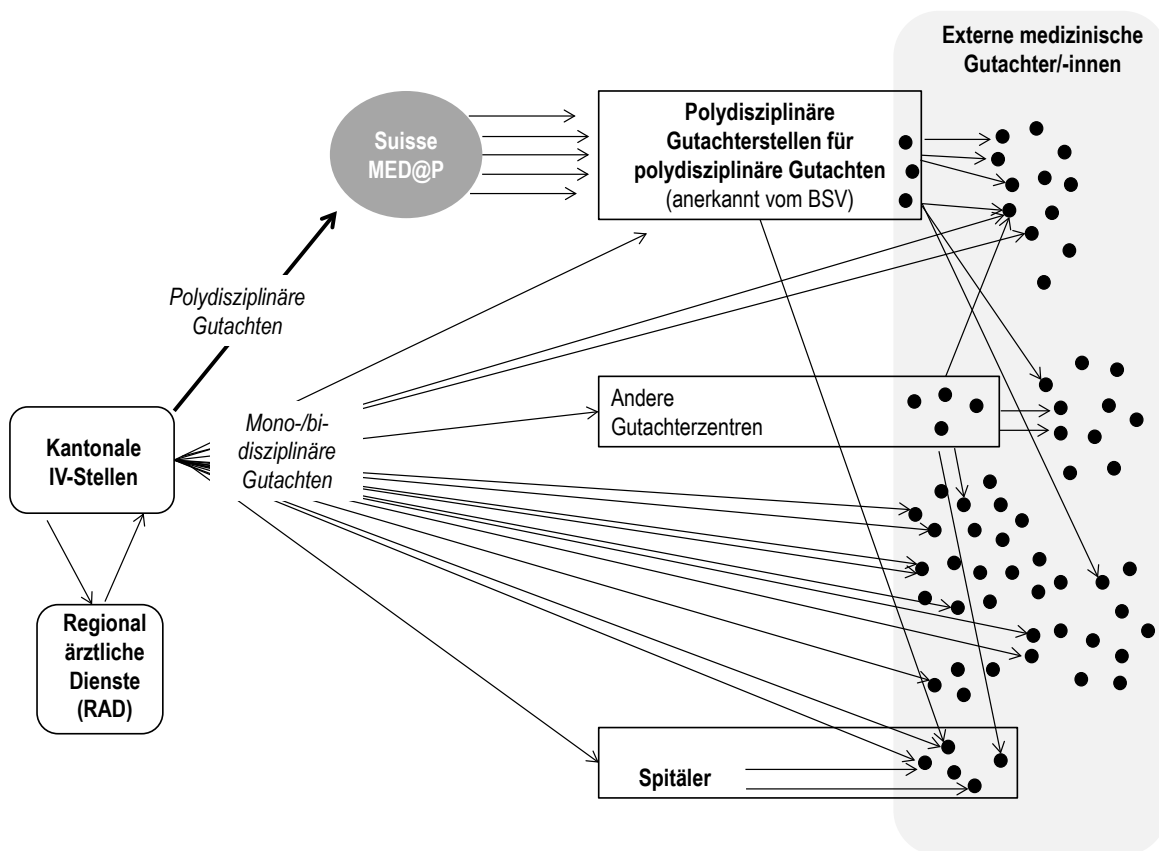 Externe medizinische
Gutachter/-innen
Suisse
MED@P
Polydisziplinäre
Gutachterstellen für
polydisziplinäre Gutachten
(anerkannt vom BSV)
Polydisziplinäre
Gutachten
Andere
Gutachterzentren
Mono-/bi-
disziplinäre
Gutachten
Kantonale
IV-Stellen
Regional
ärztliche
Dienste
(RAD)
Spitäler